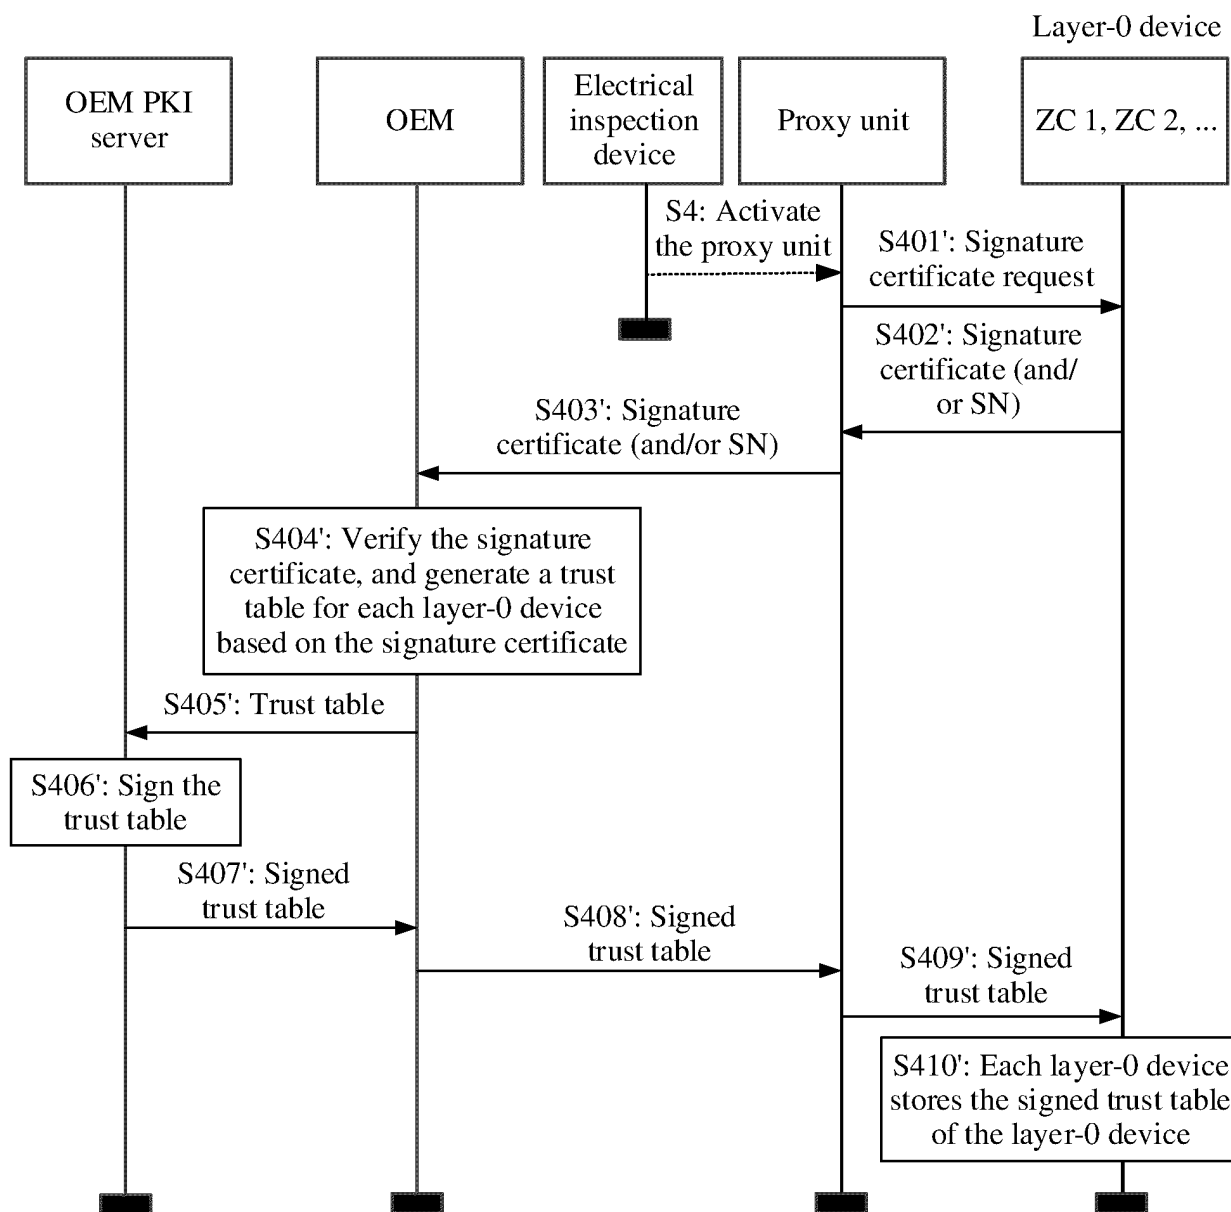 Layer-0 device
OEM PKI
server
OEM
Electrical
inspection
device
Proxy unit
ZC 1, ZC 2, ...
S4: Activate
the proxy unit
S401': Signature
certificate request
S402': Signature
certificate (and/
or SN)
S403': Signature
certificate (and/or SN)
S404': Verify the signature
certificate, and generate a trust
table for each layer-0 device
based on the signature certificate
S405': Trust table
S406': Sign the
trust table
S407': Signed
trust table
S408': Signed
trust table
S409': Signed
trust table
S410': Each layer-0 device
stores the signed trust table
of the layer-0 device